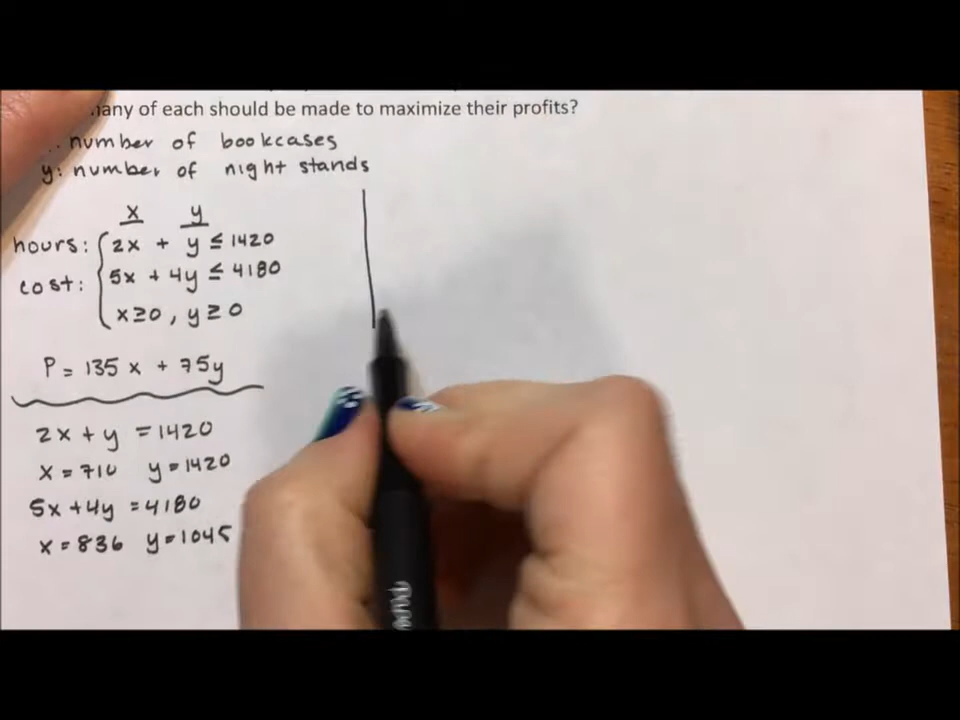 many of each should be made to maximize their profits?
number of bookcases
y: number of night stands
x y
hours: 2x + y ≤ 1420
cost: 5x + 4y ≤ 4180
x ≥ 0, y ≥ 0
P = 135x + 75y
2x + y = 1420
x = 710 y = 1420
5x + 4y = 4180
x = 836 y = 1045